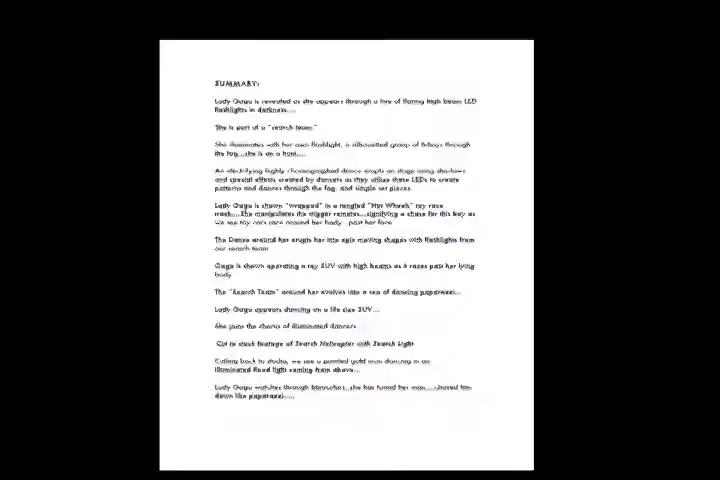 SUMMARY:
Lady Gaga is revealed as she appears through a line of flaring high beam LED
flashlights in darkness....
She is part of a "search team."
She illuminates with her own flashlight, a silhouetted group of 8 boys through
the fog...she is on a hunt....
An electrifying highly choreographed dance erupts on stage using shadows
and special effects created by dancers as they utilize these LEDs to create
patterns and dances through the fog, and simple set pieces.
Lady Gaga is shown "wrapped" in a tangled "Hot Wheels" toy race
track....She manipulates the trigger remotes....signifying a chase for this boy as
we see toy cars race around her body past her face
The Dance around her erupts her into epic moving shapes with flashlights from
our search team
Gaga is shown operating a toy SUV with high beams as it races past her lying
body
The "Search Team" around her evolves into a sea of dancing paparazzi...
Lady Gaga appears dancing on a life size SUV...
She joins the chorus of illuminated dancers
Cut to stock footage of Search Helicopter with Search Light
Cutting back to studio, we see a painted gold man dancing in an
illuminated flood light coming from above...
Lady Gaga watches through binoculars..she has found her man....chased him
down like paparazzi....